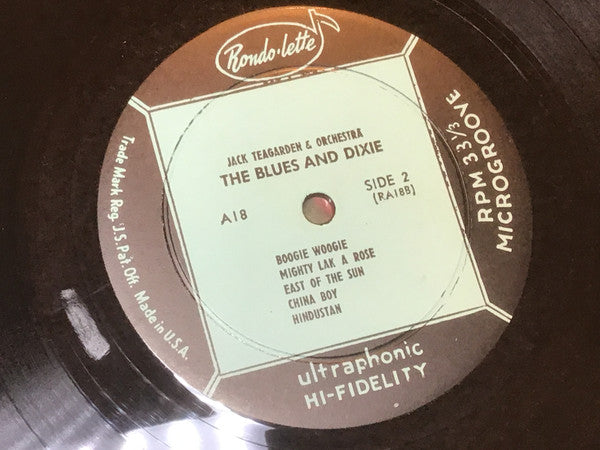 Rondo·lette
JACK TEAGARDEN & ORCHESTRA
THE BLUES AND DIXIE
A18
SIDE 2
(RA18B)
BOOGIE WOOGIE
MIGHTY LAK A ROSE
EAST OF THE SUN
CHINA BOY
HINDUSTAN
RPM 33 1/3
MICROGROOVE
ultraphonic
HI-FIDELITY
Trade Mark Reg. U.S. Pat. Off. Made in U.S.A.